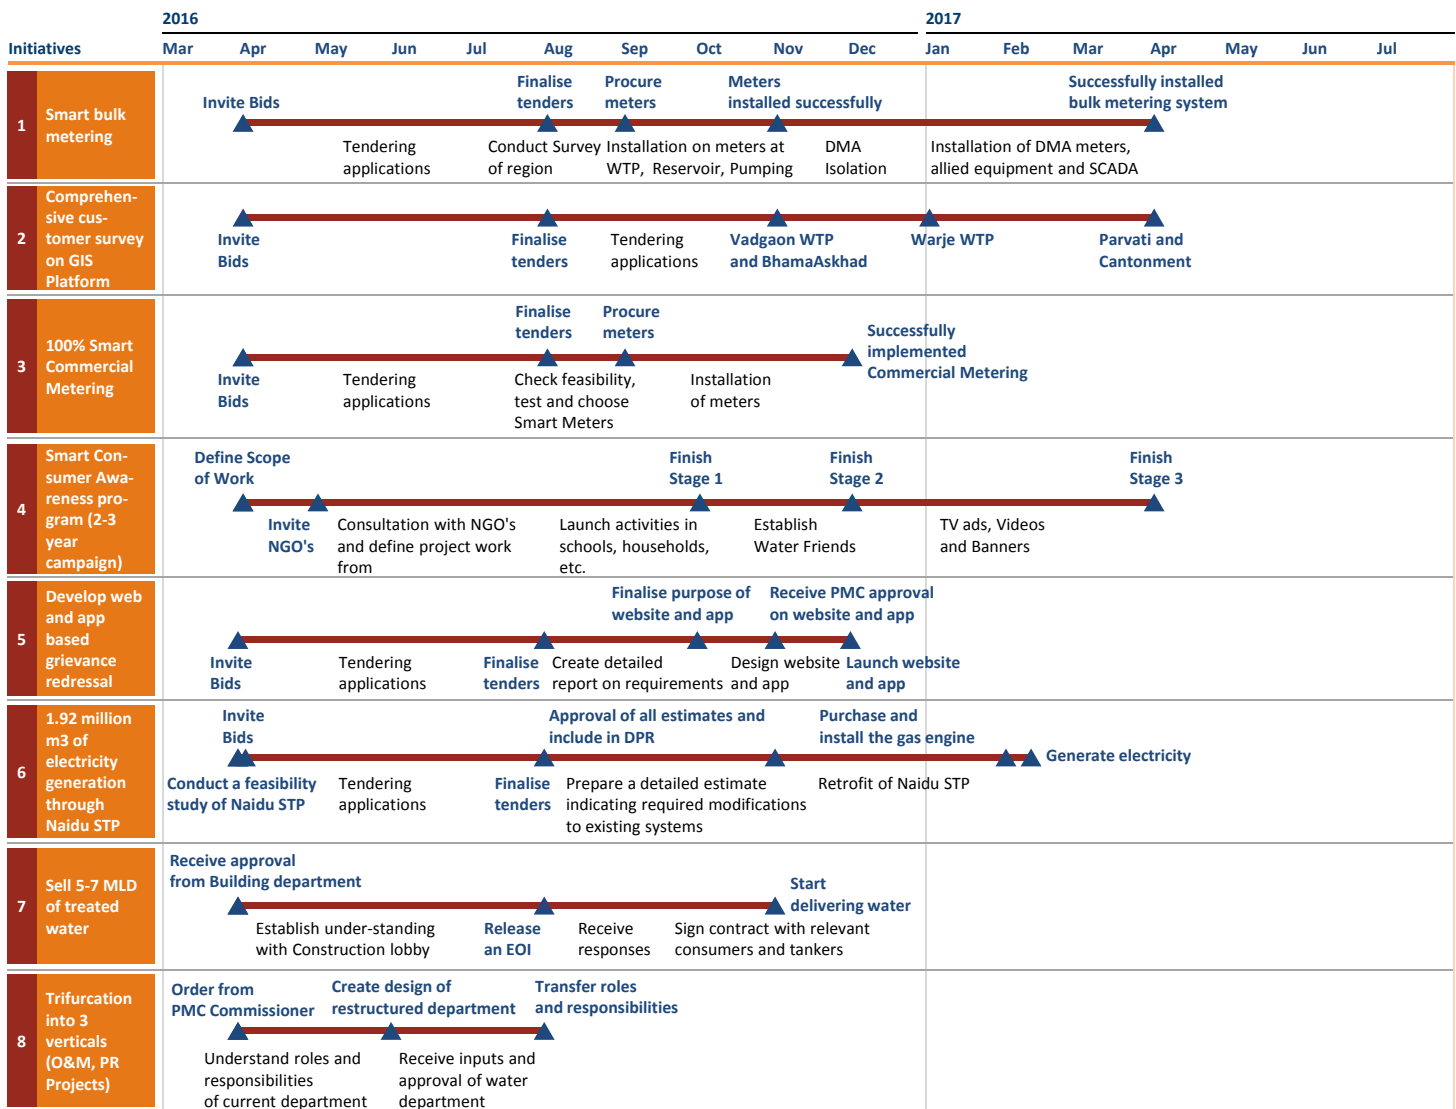 2016
2017
Initiatives
Mar
Apr
May
Jun
Jul
Aug
Sep
Oct
Nov
Dec
Jan
Feb
Mar
Apr
May
Jun
Jul
1
Smart bulk
metering
Invite Bids
Finalise
tenders
Procure
meters
Meters
installed successfully
Successfully installed
bulk metering system
Tendering
applications
Conduct Survey
of region
Installation on meters at
WTP, Reservoir, Pumping
DMA
Isolation
Installation of DMA meters,
allied equipment and SCADA
2
Comprehen-
sive cus-
tomer survey
on GIS
Platform
Invite
Bids
Finalise
tenders
Tendering
applications
Vadgaon WTP
and BhamaAskhad
Warje WTP
Parvati and
Cantonment
3
100% Smart
Commercial
Metering
Finalise
tenders
Procure
meters
Successfully
implemented
Commercial Metering
Invite
Bids
Tendering
applications
Check feasibility,
test and choose
Smart Meters
Installation
of meters
4
Smart Con-
sumer Awa-
reness pro-
gram (2-3
year
campaign)
Define Scope
of Work
Finish
Stage 1
Finish
Stage 2
Finish
Stage 3
Invite
NGO's
Consultation with NGO's
and define project work
from
Launch activities in
schools, households,
etc.
Establish
Water Friends
TV ads, Videos
and Banners
5
Develop web
and app
based
grievance
redressal
Finalise purpose of
website and app
Receive PMC approval
on website and app
Invite
Bids
Tendering
applications
Finalise
tenders
Create detailed
report on requirements
Design website
and app
Launch website
and app
6
1.92 million
m3 of
electricity
generation
through
Naidu STP
Invite
Bids
Approval of all estimates and
include in DPR
Purchase and
install the gas engine
Generate electricity
Conduct a feasibility
study of Naidu STP
Tendering
applications
Finalise
tenders
Prepare a detailed estimate
indicating required modifications
to existing systems
Retrofit of Naidu STP
7
Sell 5-7 MLD
of treated
water
Receive approval
from Building department
Start
delivering water
Establish under-standing
with Construction lobby
Release
an EOI
Receive
responses
Sign contract with relevant
consumers and tankers
8
Trifurcation
into 3
verticals
(O&M, PR
Projects)
Order from
PMC Commissioner
Create design of
restructured department
Transfer roles
and responsibilities
Understand roles and
responsibilities
of current department
Receive inputs and
approval of water
department